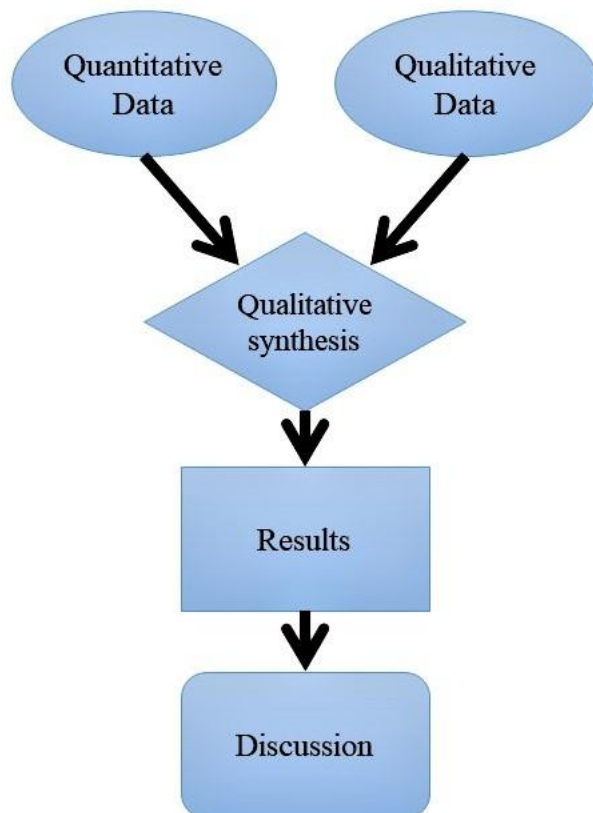 Quantitative
Data
Qualitative
Data
Qualitative
synthesis
Results
Discussion